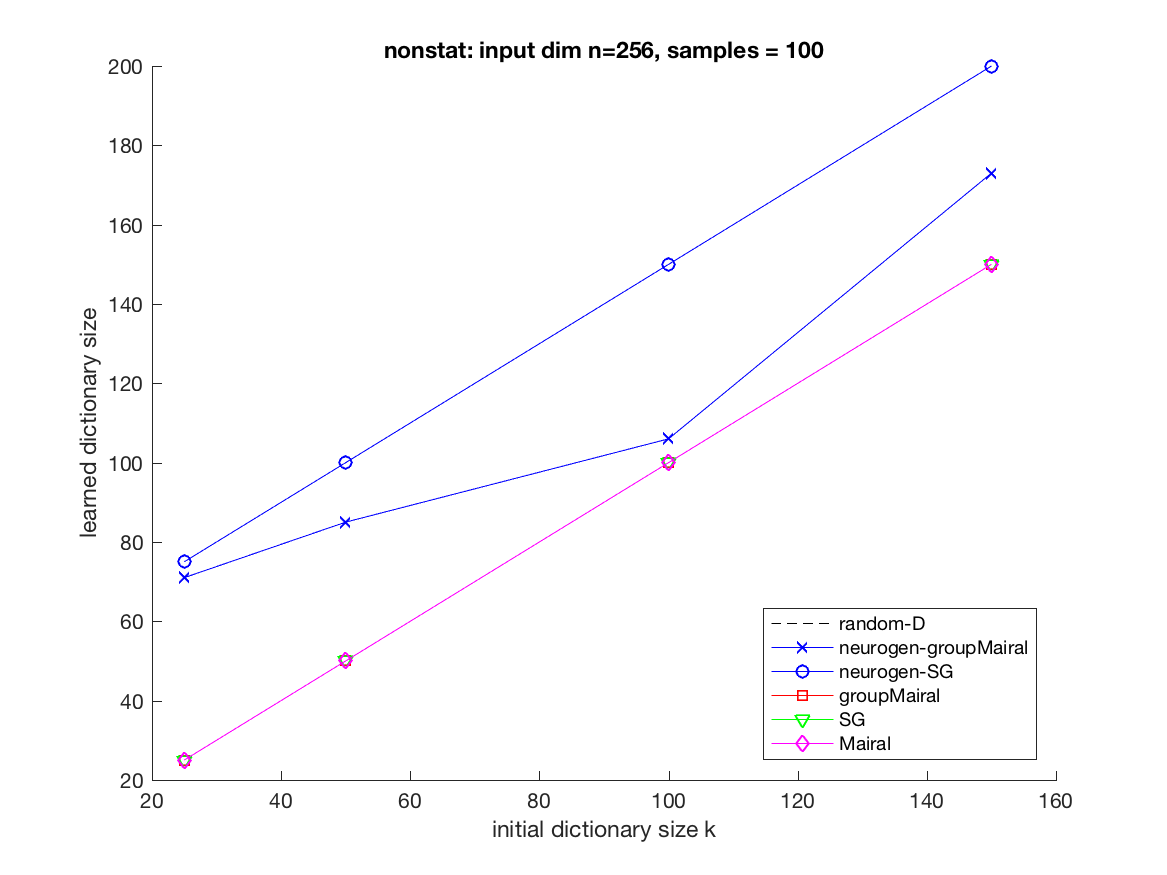 nonstat: input dim n=256, samples = 100
200
180
160
140
120
100
80
60
40
20
learned dictionary size
20 40 60 80 100 120 140 160
initial dictionary size k
random-D
neurogen-groupMairal
neurogen-SG
groupMairal
SG
Mairal